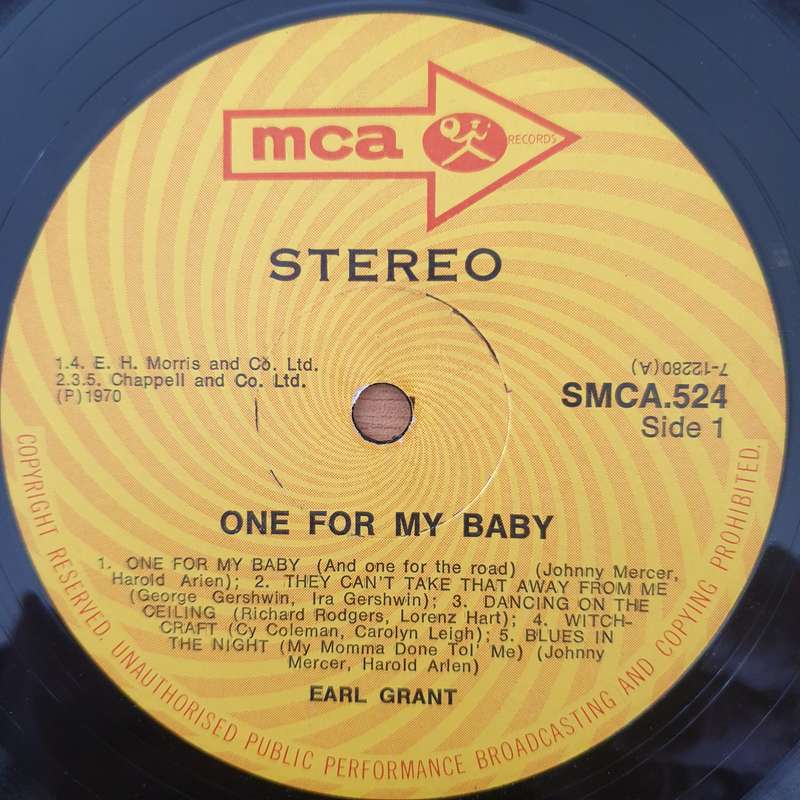 mca RECORDS
STEREO
1.4. E. H. Morris and Co. Ltd.
2.3.5. Chappell and Co. Ltd.
(P)1970
7-12280(A)
SMCA.524
Side 1
ONE FOR MY BABY
1. ONE FOR MY BABY (And one for the road) (Johnny Mercer,
Harold Arlen); 2. THEY CAN'T TAKE THAT AWAY FROM ME
(George Gershwin, Ira Gershwin); 3. DANCING ON THE
CEILING (Richard Rodgers, Lorenz Hart); 4. WITCH-
CRAFT (Cy Coleman, Carolyn Leigh); 5. BLUES IN
THE NIGHT (My Momma Done Tol' Me) (Johnny
Mercer, Harold Arlen)
EARL GRANT
COPYRIGHT RESERVED. UNAUTHORISED PUBLIC PERFORMANCE BROADCASTING AND COPYING PROHIBITED.